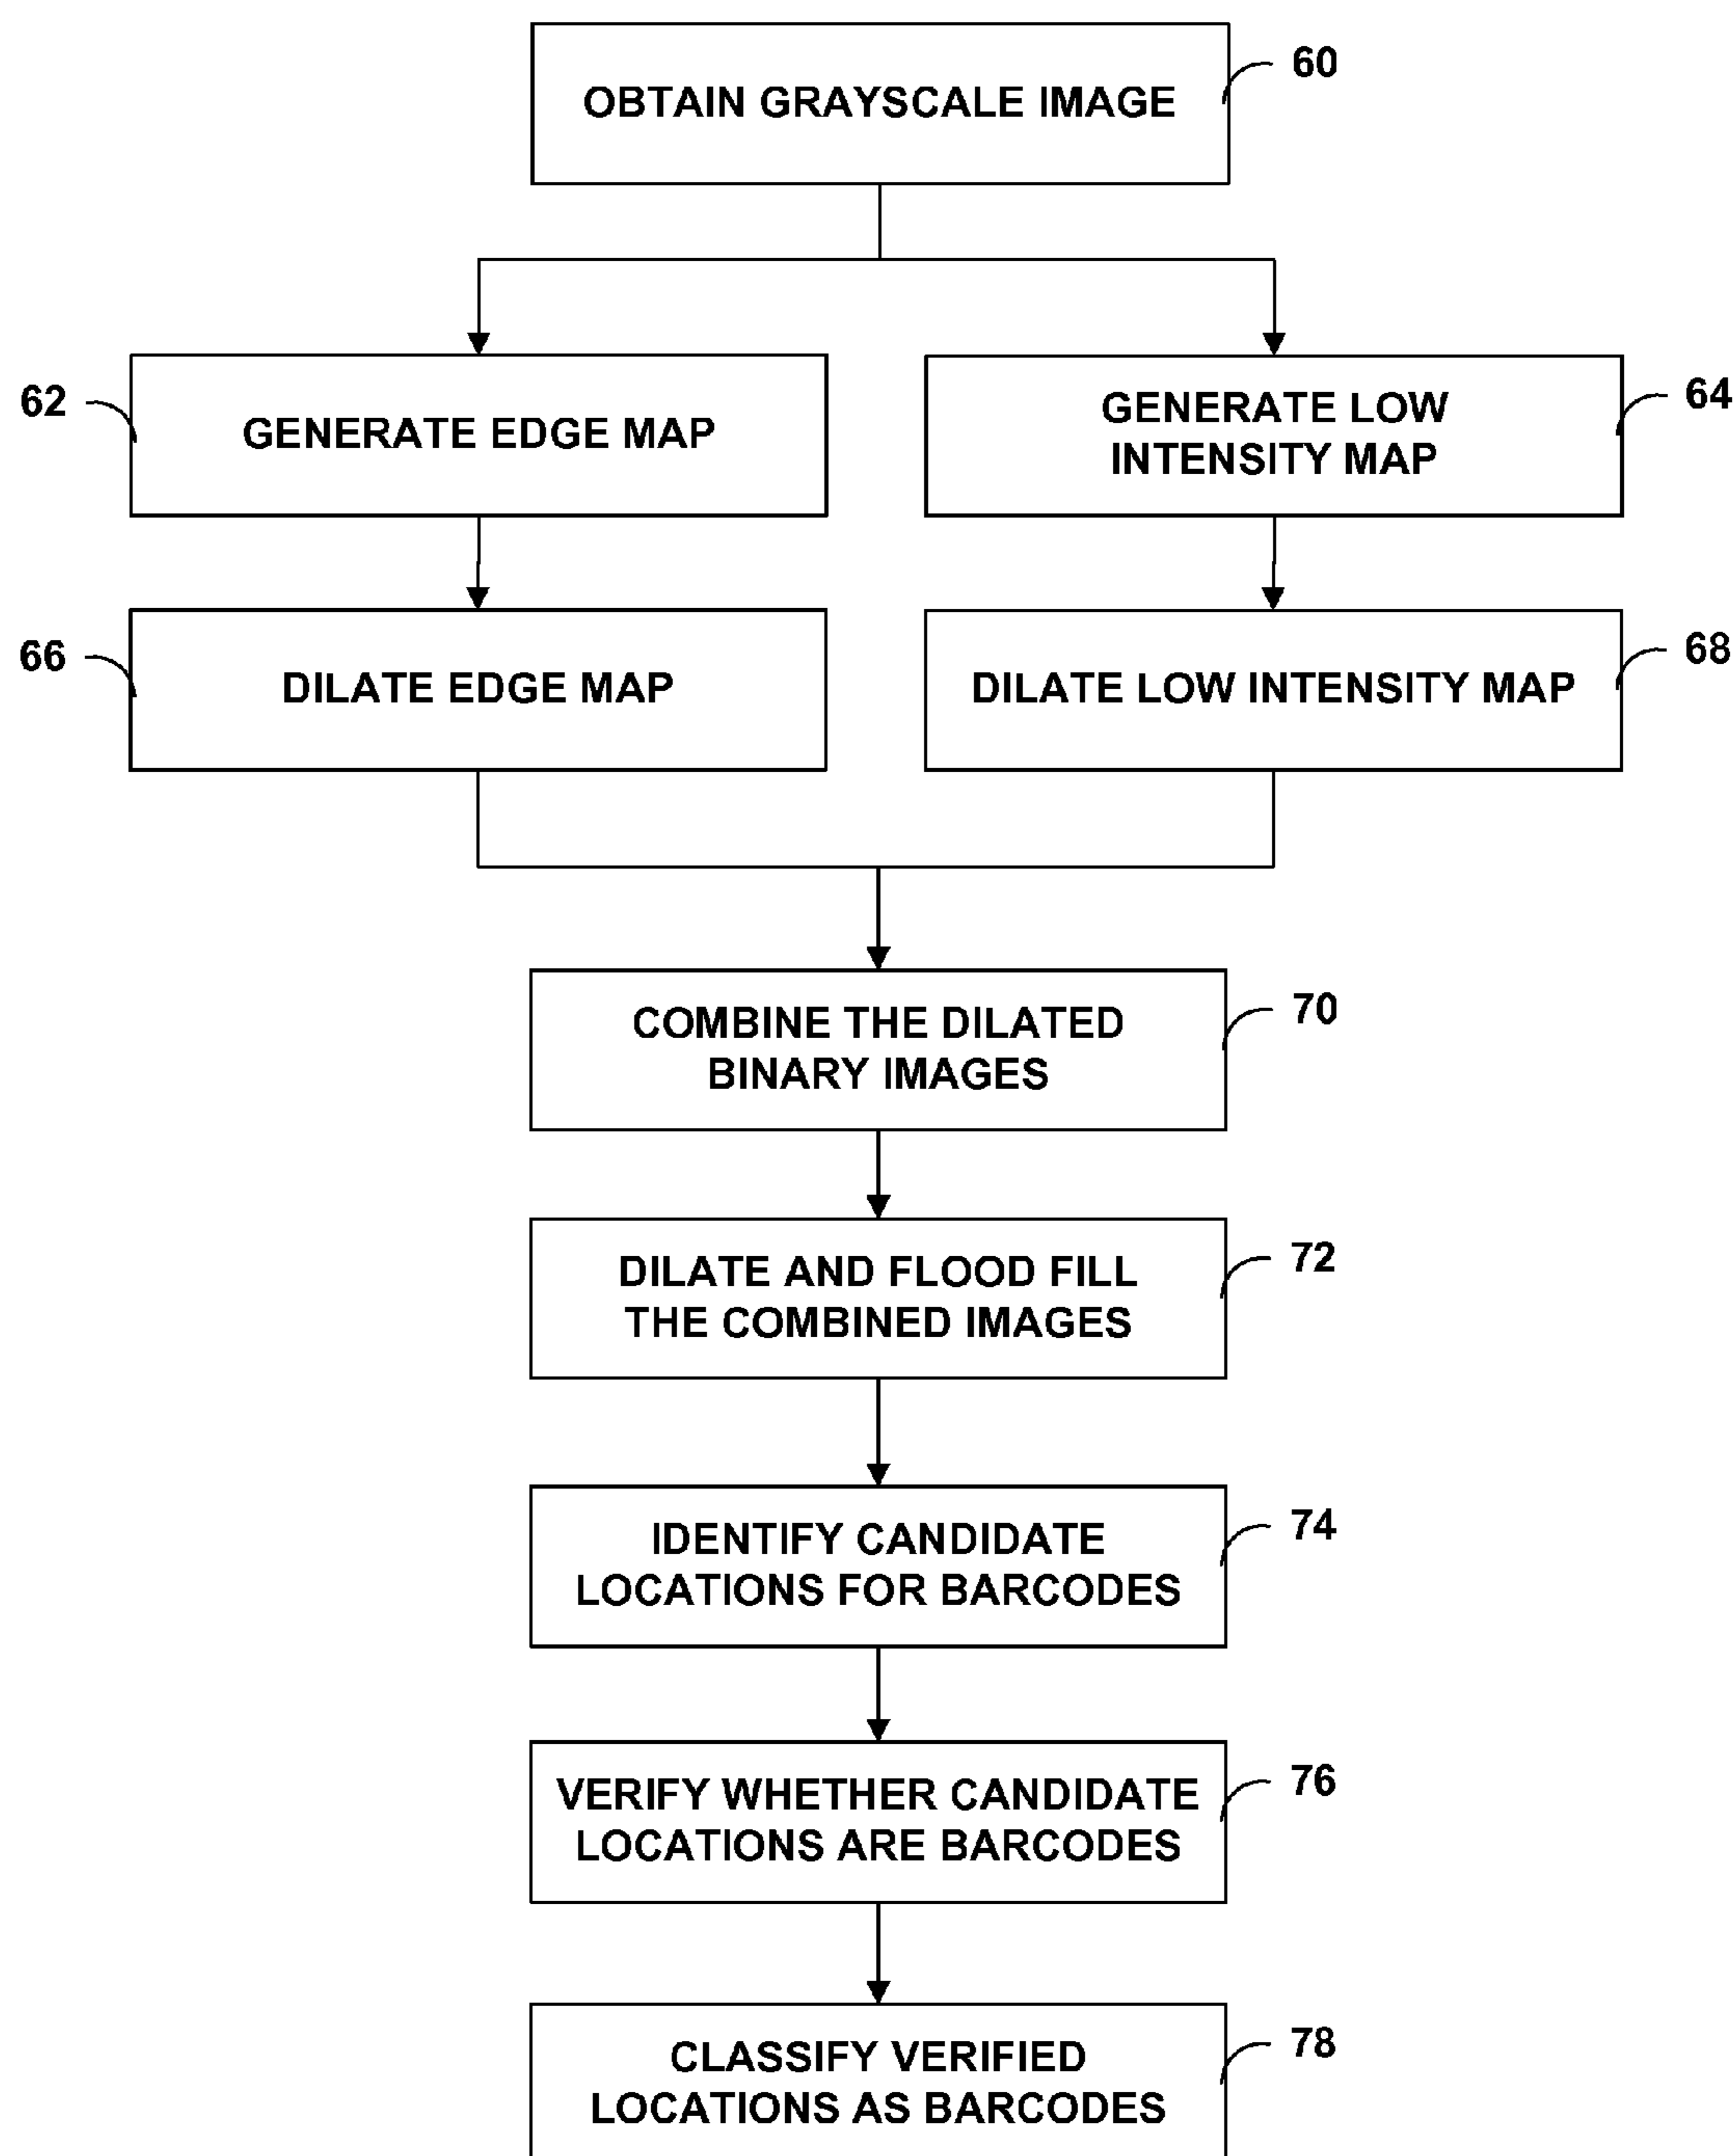 OBTAIN GRAYSCALE IMAGE
60
62
GENERATE EDGE MAP
GENERATE LOW
INTENSITY MAP
64
66
DILATE EDGE MAP
DILATE LOW INTENSITY MAP
68
COMBINE THE DILATED
BINARY IMAGES
70
DILATE AND FLOOD FILL
THE COMBINED IMAGES
72
IDENTIFY CANDIDATE
LOCATIONS FOR BARCODES
74
VERIFY WHETHER CANDIDATE
LOCATIONS ARE BARCODES
76
CLASSIFY VERIFIED
LOCATIONS AS BARCODES
78